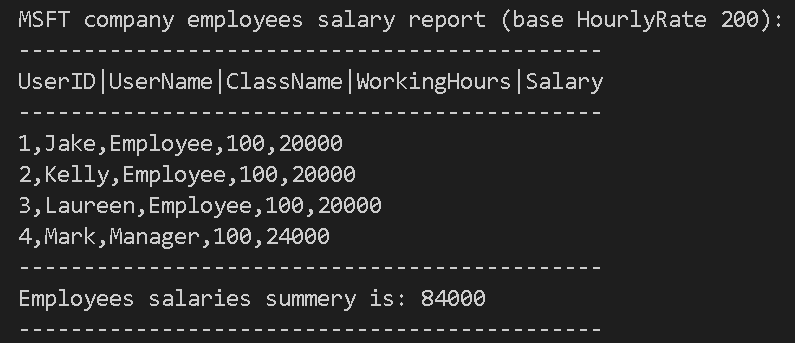 MSFT company employees salary report (base HourlyRate 200):
---------------------------------------------
UserID|UserName|ClassName|WorkingHours|Salary
---------------------------------------------
1,Jake,Employee,100,20000
2,Kelly,Employee,100,20000
3,Laureen,Employee,100,20000
4,Mark,Manager,100,24000
---------------------------------------------
Employees salaries summery is: 84000
---------------------------------------------